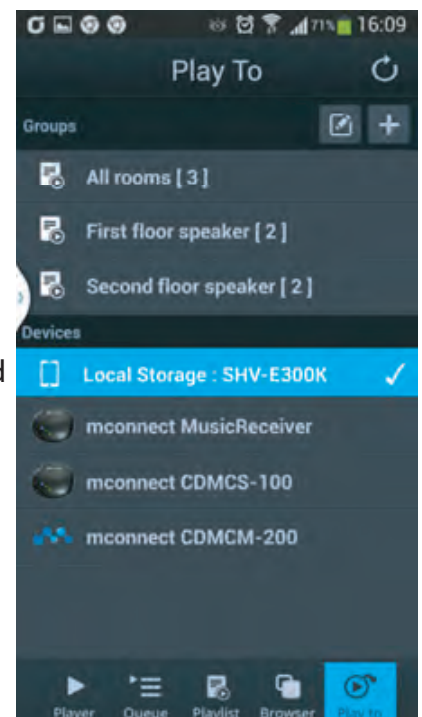 71% 16:09
Play To
Groups
All rooms [ 3 ]
First floor speaker [ 2 ]
Second floor speaker [ 2 ]
Devices
d
Local Storage : SHV-E300K
mconnect MusicReceiver
mconnect CDMCS-100
mconnect CDMCM-200
Player Queue Playlist Browser Play to